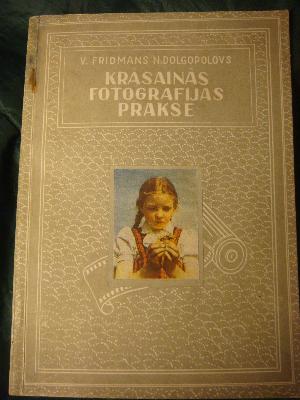 V. FRIDMANS N. DOLGOPOLOVS
KRĀSAINĀS
FOTOGRAFIJAS
PRAKSE